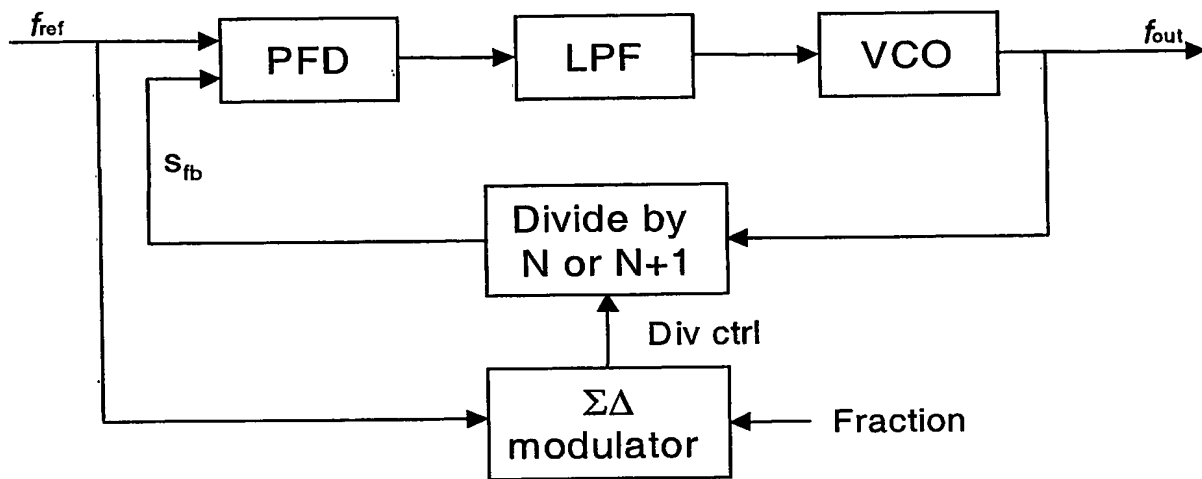 fref
PFD
LPF
VCO
fout
Sfb
Divide by
N or N+1
Div ctrl
ΣΔ
modulator
Fraction